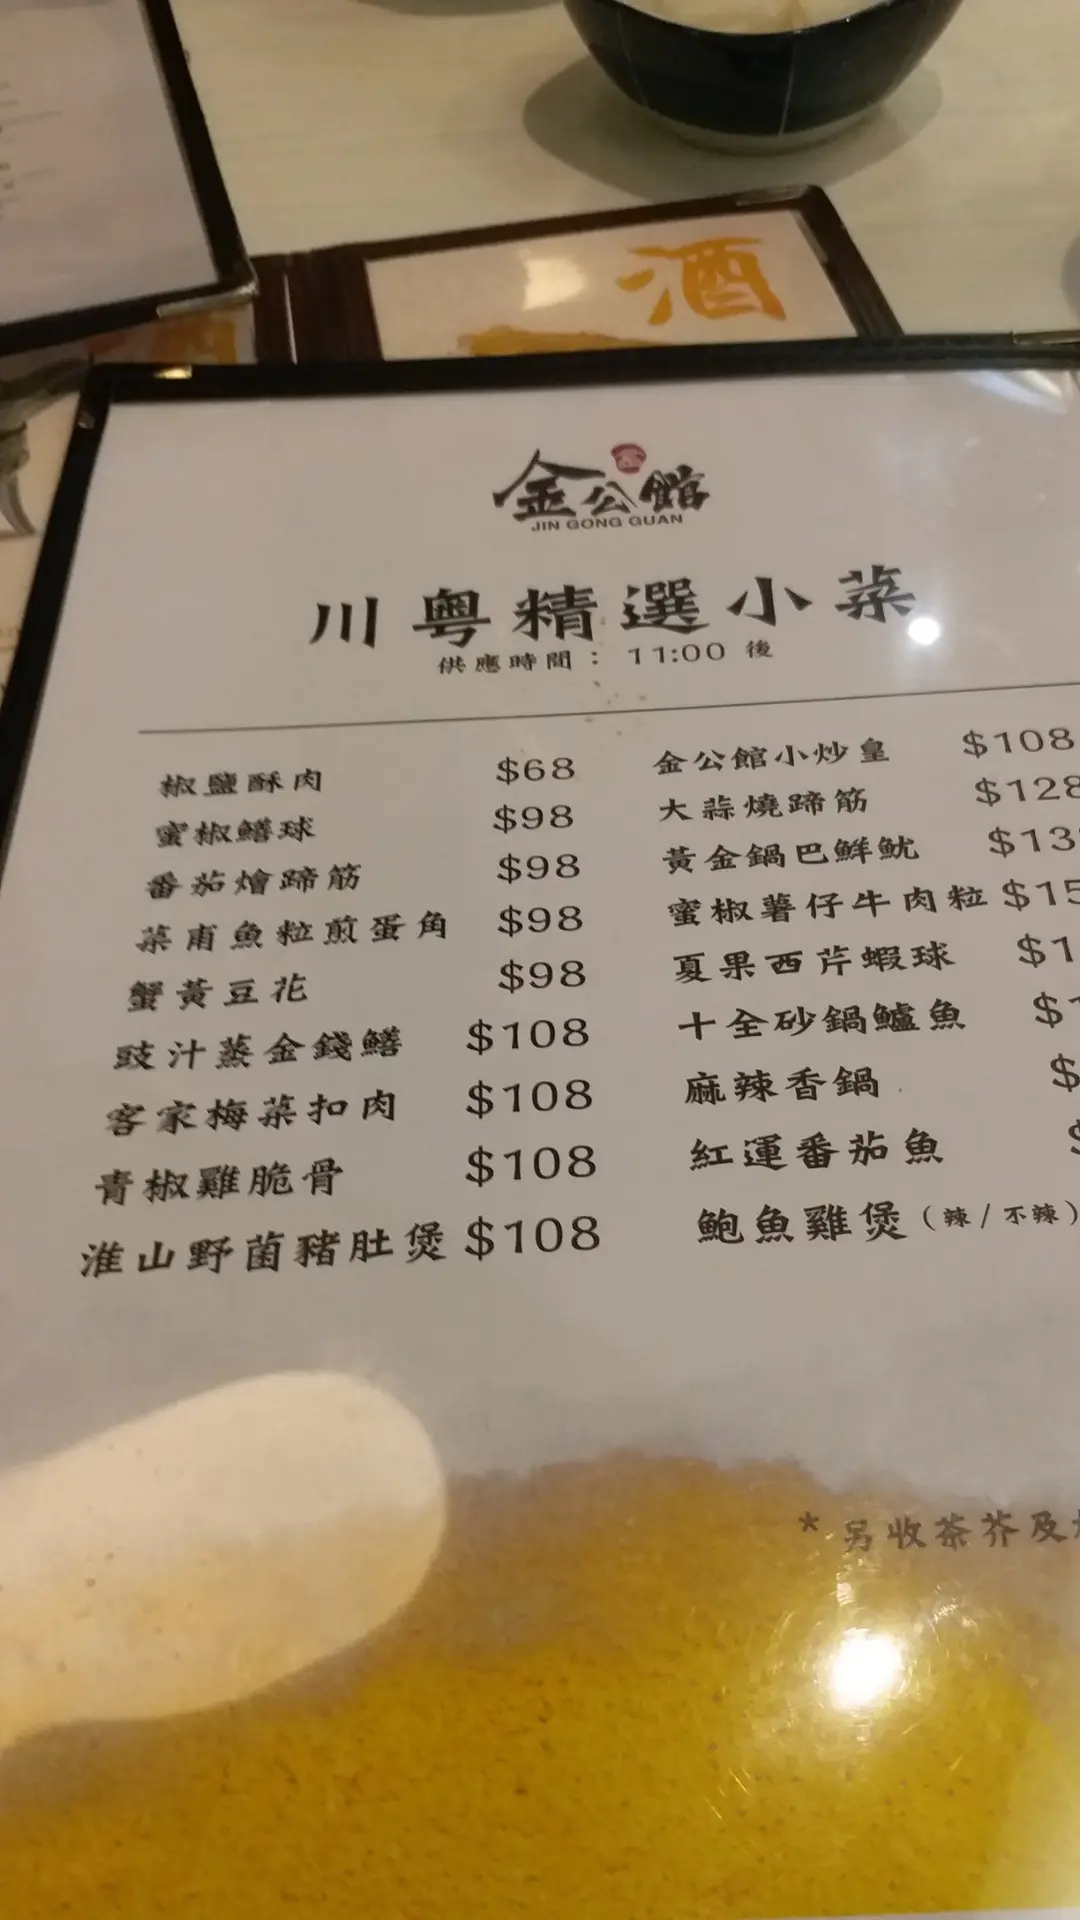 酒
金公館
JIN GONG GUAN
川粵精選小菜
供應時間： 11:00 後
椒鹽酥肉 $68
蜜椒鱔球 $98
番茄燴蹄筋 $98
菜甫魚粒煎蛋角 $98
蟹黃豆花 $98
豉汁蒸金錢鱔 $108
客家梅菜扣肉 $108
青椒雞脆骨 $108
淮山野菌豬肚煲 $108
金公館小炒皇 $108
大蒜燒蹄筋 $128
黃金鍋巴鮮魷 $13
蜜椒薯仔牛肉粒 $15
夏果西芹蝦球 $1
十全砂鍋鱸魚 $1
麻辣香鍋 $
紅運番茄魚 $
鮑魚雞煲（辣/不辣）
* 另收茶芥及